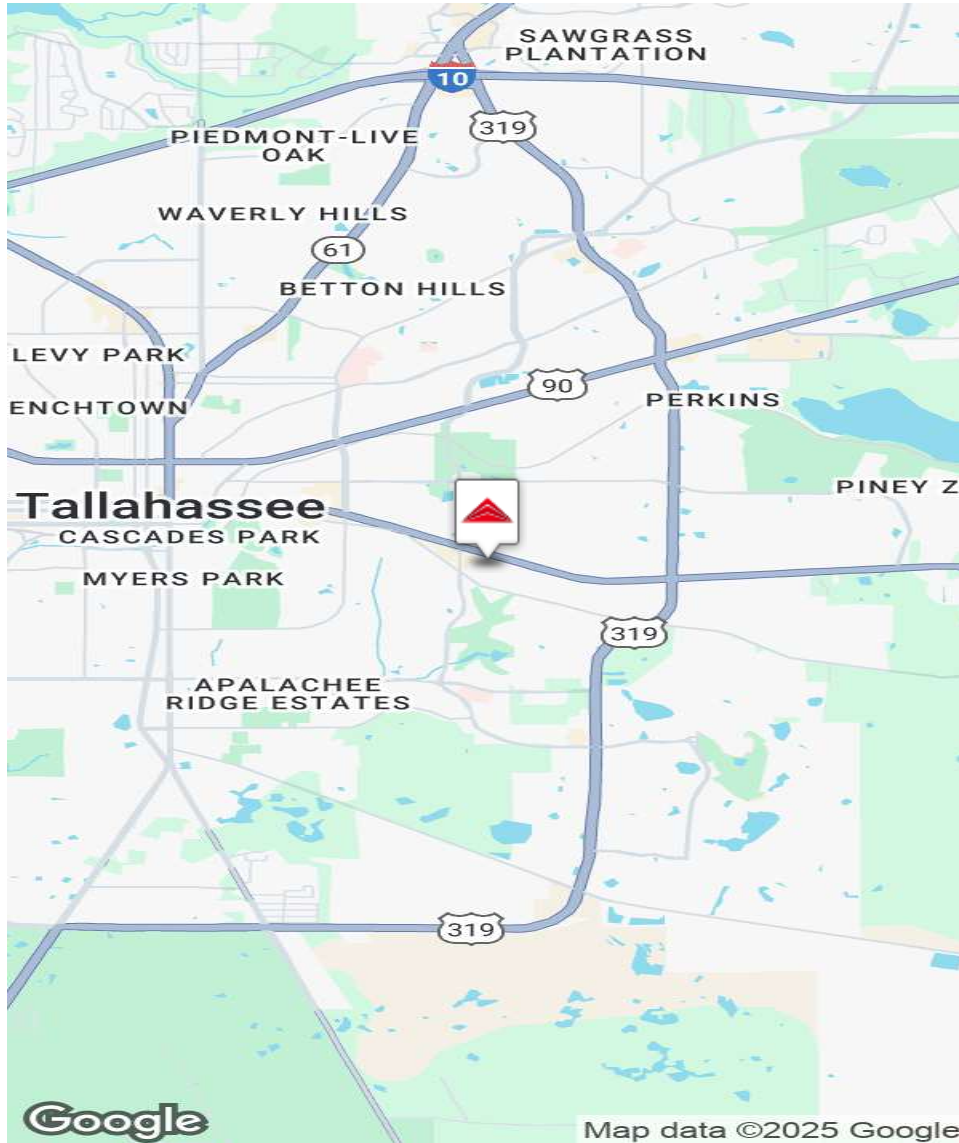 SAWGRASS
PLANTATION
10
319
PIEDMONT-LIVE
OAK
WAVERLY HILLS
61
BETTON HILLS
LEVY PARK
90
ENCHTOWN
PERKINS
PINEY Z
Tallahassee
CASCADES PARK
MYERS PARK
319
APALACHEE
RIDGE ESTATES
319
Google
Map data ©2025 Google